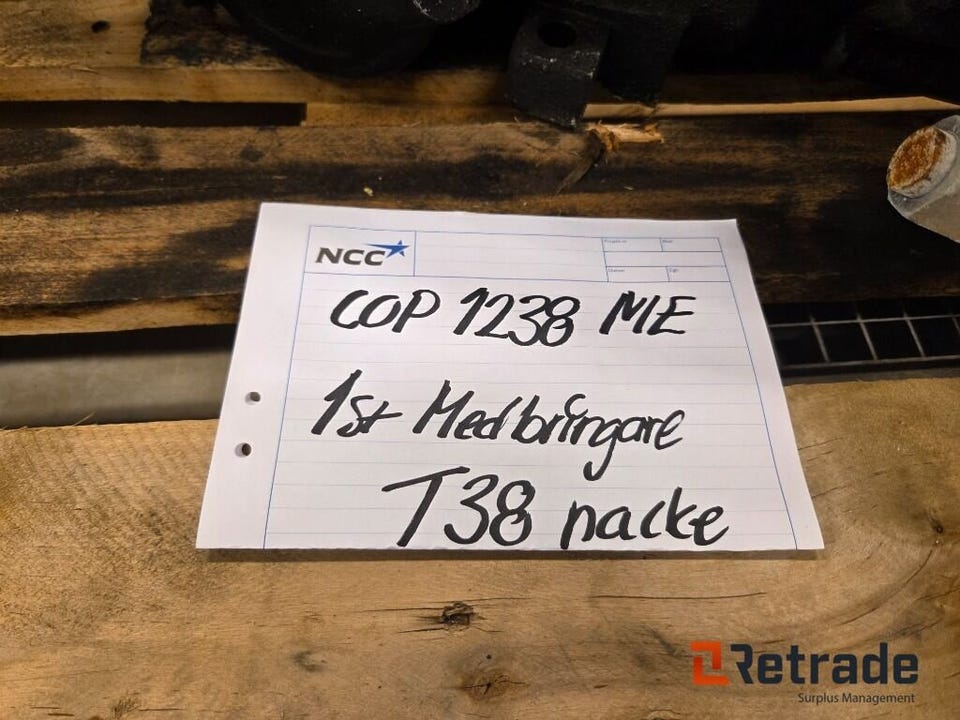 NCC
COP 1238 ME
1st Medbringare
T38 nacke
Retrade
Surplus Management